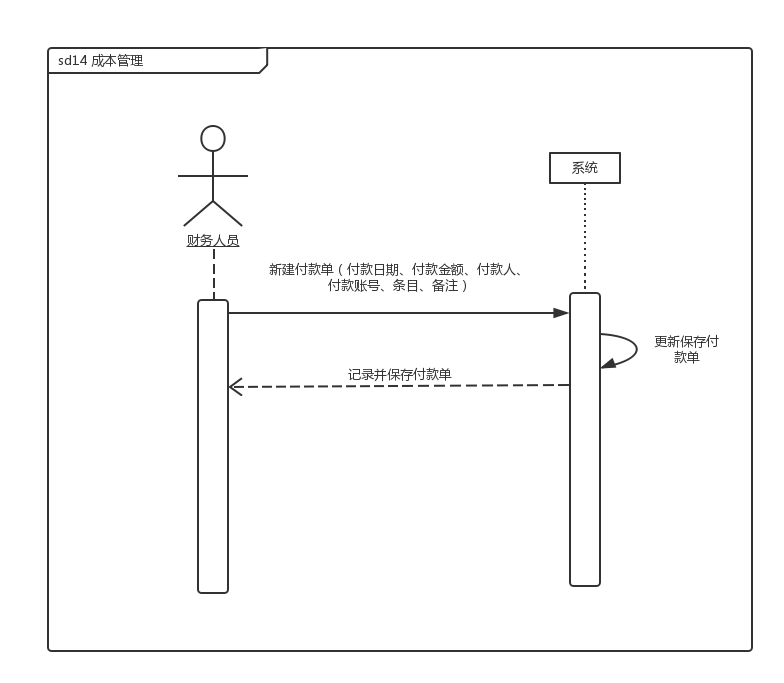 sd14 成本管理
系统
财务人员
新建付款单（付款日期、付款金额、付款人、
付款账号、条目、备注）
更新保存付
款单
记录并保存付款单